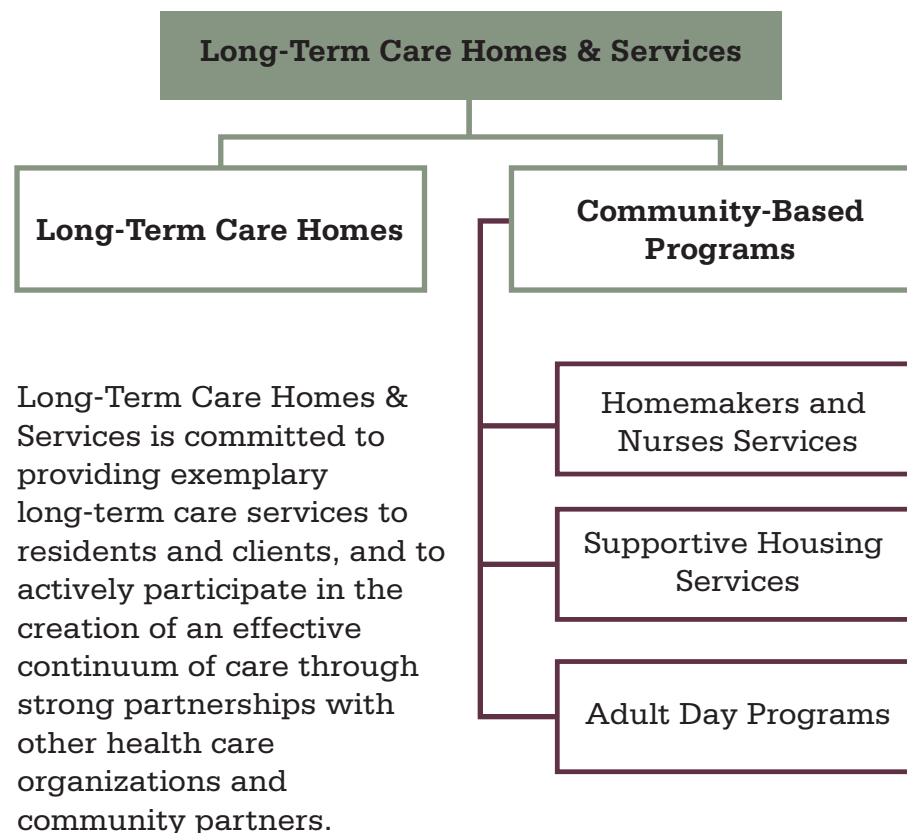 Long-Term Care Homes & Services
Long-Term Care Homes
Community-Based
Programs
Homemakers and
Nurses Services
Supportive Housing
Services
Adult Day Programs
Long-Term Care Homes &
Services is committed to
providing exemplary
long-term care services to
residents and clients, and to
actively participate in the
creation of an effective
continuum of care through
strong partnerships with
other health care
organizations and
community partners.